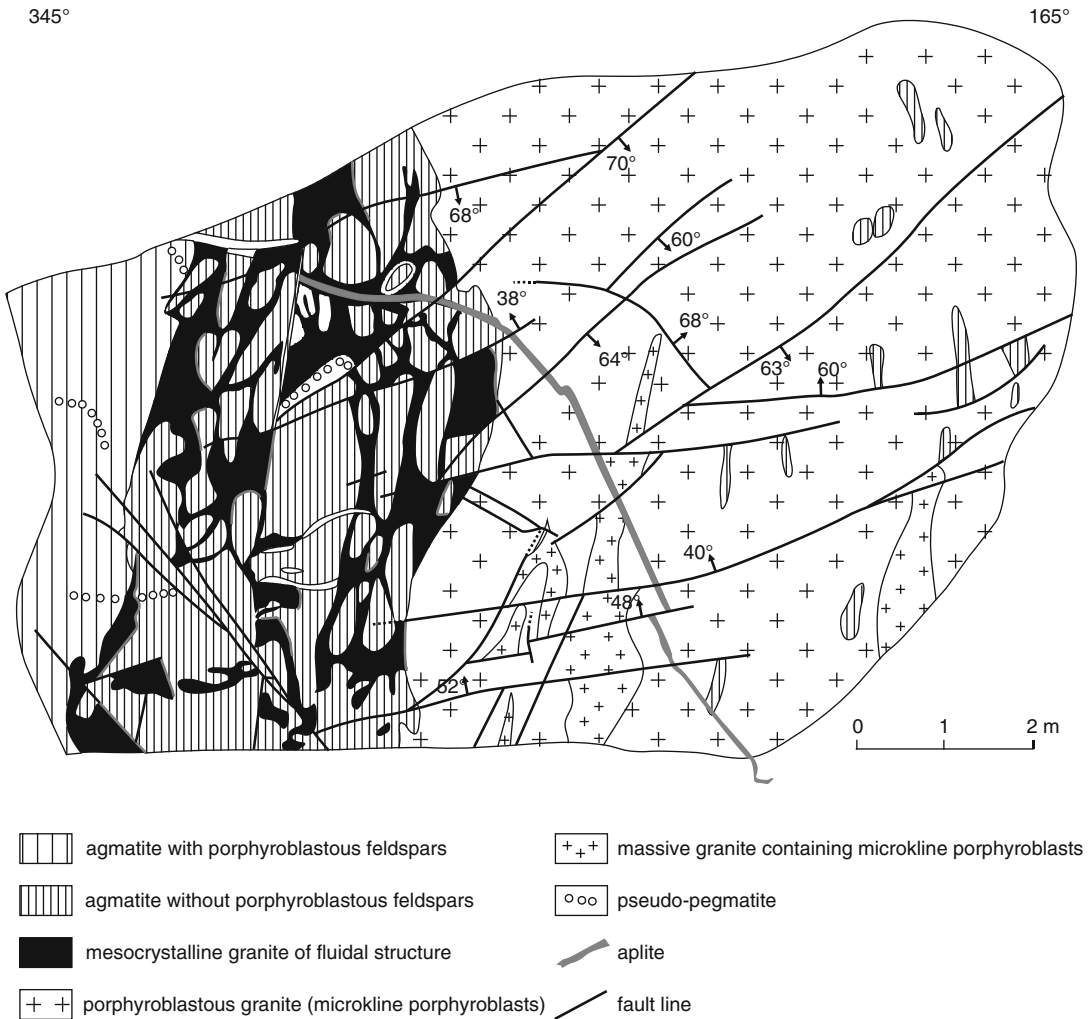 345° 165°
70°
68°
60°
38°
68°
64°
63° 60°
40°
48°
52°
0 1 2 m
agmatite with porphyroblastous feldspars
massive granite containing microkline porphyroblasts
agmatite without porphyroblastous feldspars
pseudo-pegmatite
mesocrystalline granite of fluidal structure
aplite
porphyroblastous granite (microkline porphyroblasts)
fault line